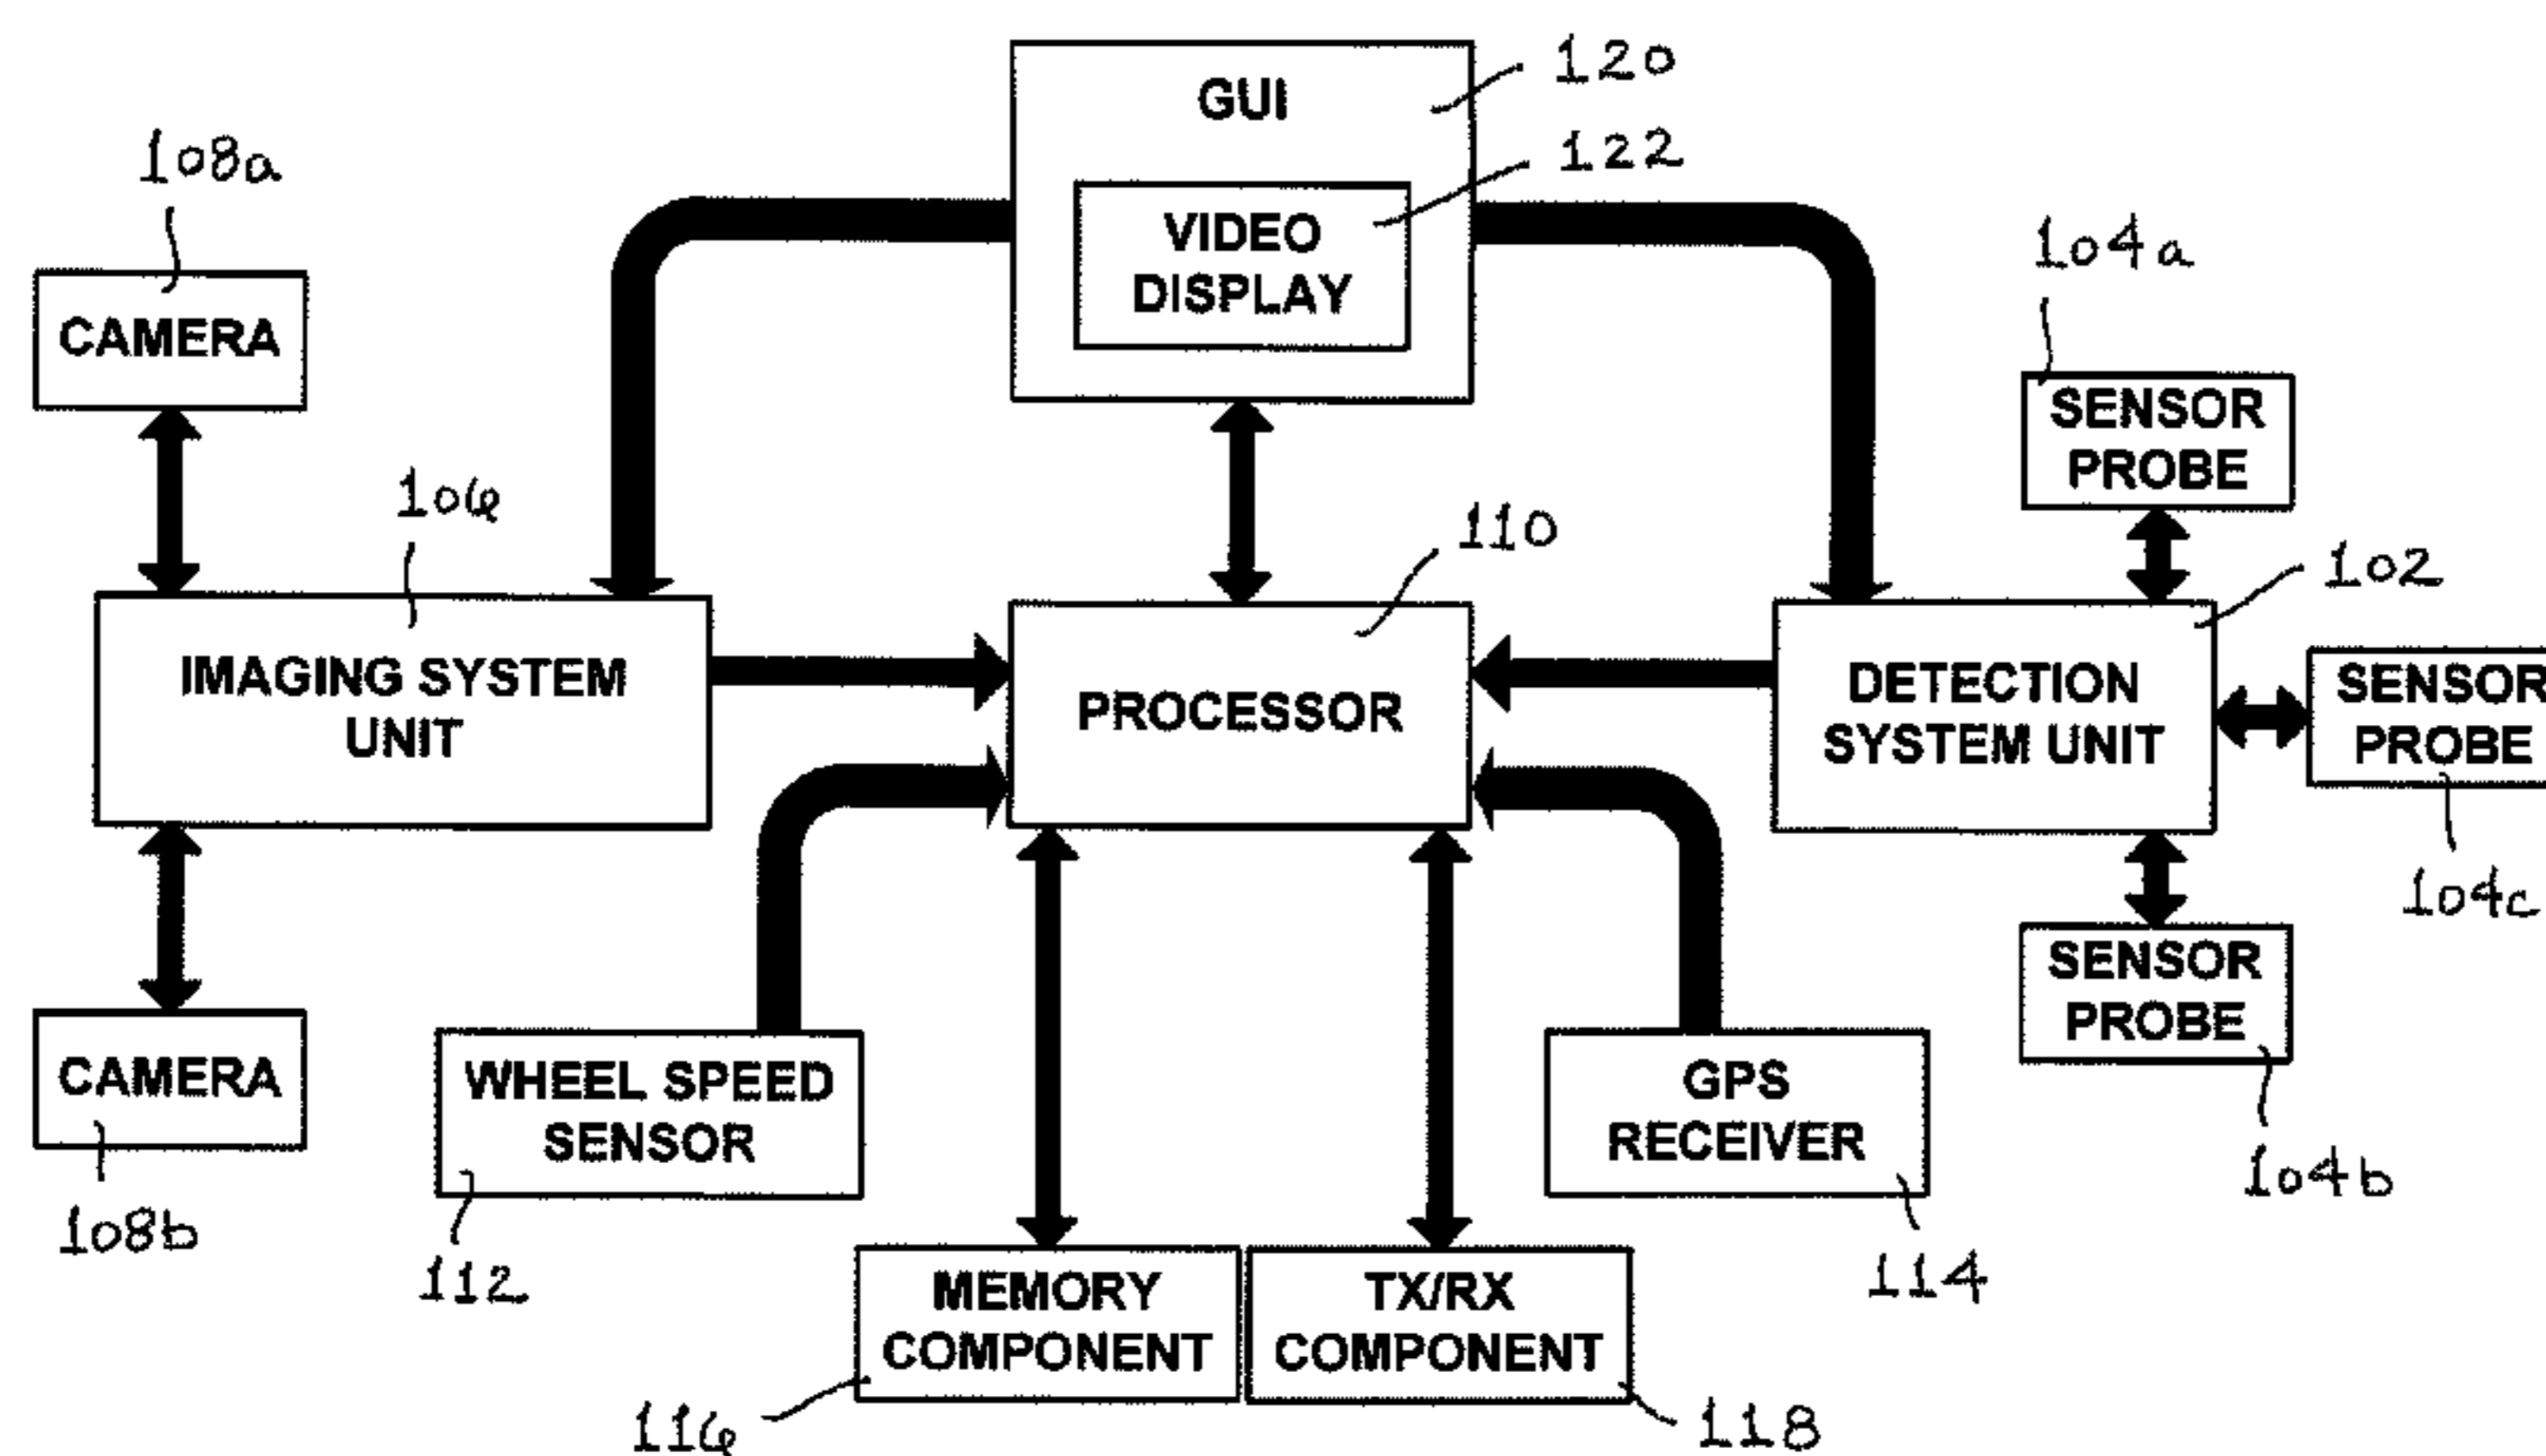 GUI
120
122
VIDEO
DISPLAY
108a
CAMERA
104a
SENSOR
PROBE
106
110
102
IMAGING SYSTEM
UNIT
PROCESSOR
DETECTION
SYSTEM UNIT
SENSOR
PROBE
104c
CAMERA
108b
WHEEL SPEED
SENSOR
112
GPS
RECEIVER
114
SENSOR
PROBE
104b
MEMORY
COMPONENT
116
TX/RX
COMPONENT
118